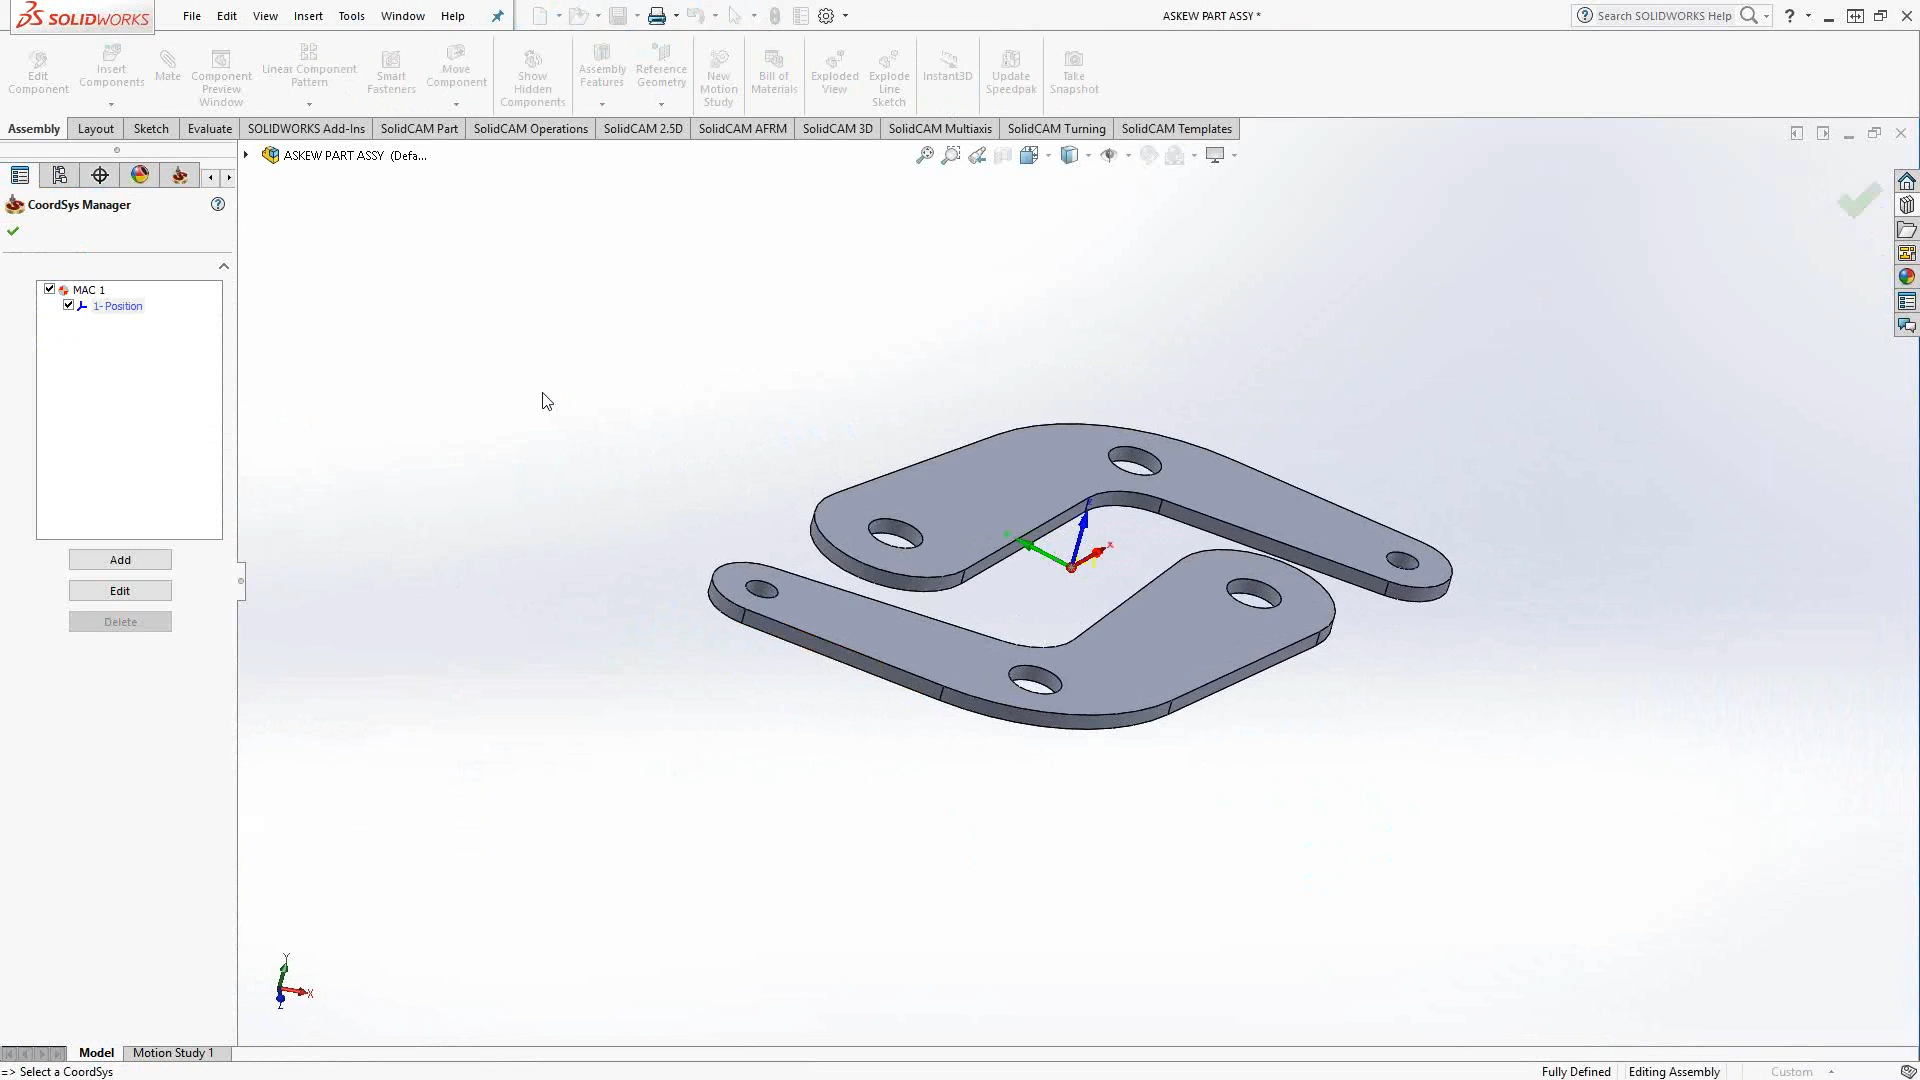 SOLIDWORKS
File Edit View Insert Tools Window Help
ASKEW PART ASSY *
Search SOLIDWORKS Help
?
Edit Component
Insert Components
Mate
Component Preview Window
Linear Component Pattern
Smart Fasteners
Move Component
Show Hidden Components
Assembly Features
Reference Geometry
New Motion Study
Bill of Materials
Exploded View
Explode Line Sketch
Instant3D
Update Speedpak
Take Snapshot
Assembly Layout Sketch Evaluate SOLIDWORKS Add-Ins SolidCAM Part SolidCAM Operations SolidCAM 2.5D SolidCAM AFRM SolidCAM 3D SolidCAM Multiaxis SolidCAM Turning SolidCAM Templates
ASKEW PART ASSY (Defa...
CoordSys Manager
MAC 1
1- Position
Add
Edit
Delete
X
Y
X
Z
Model Motion Study 1
=> Select a CoordSys
Fully Defined Editing Assembly Custom